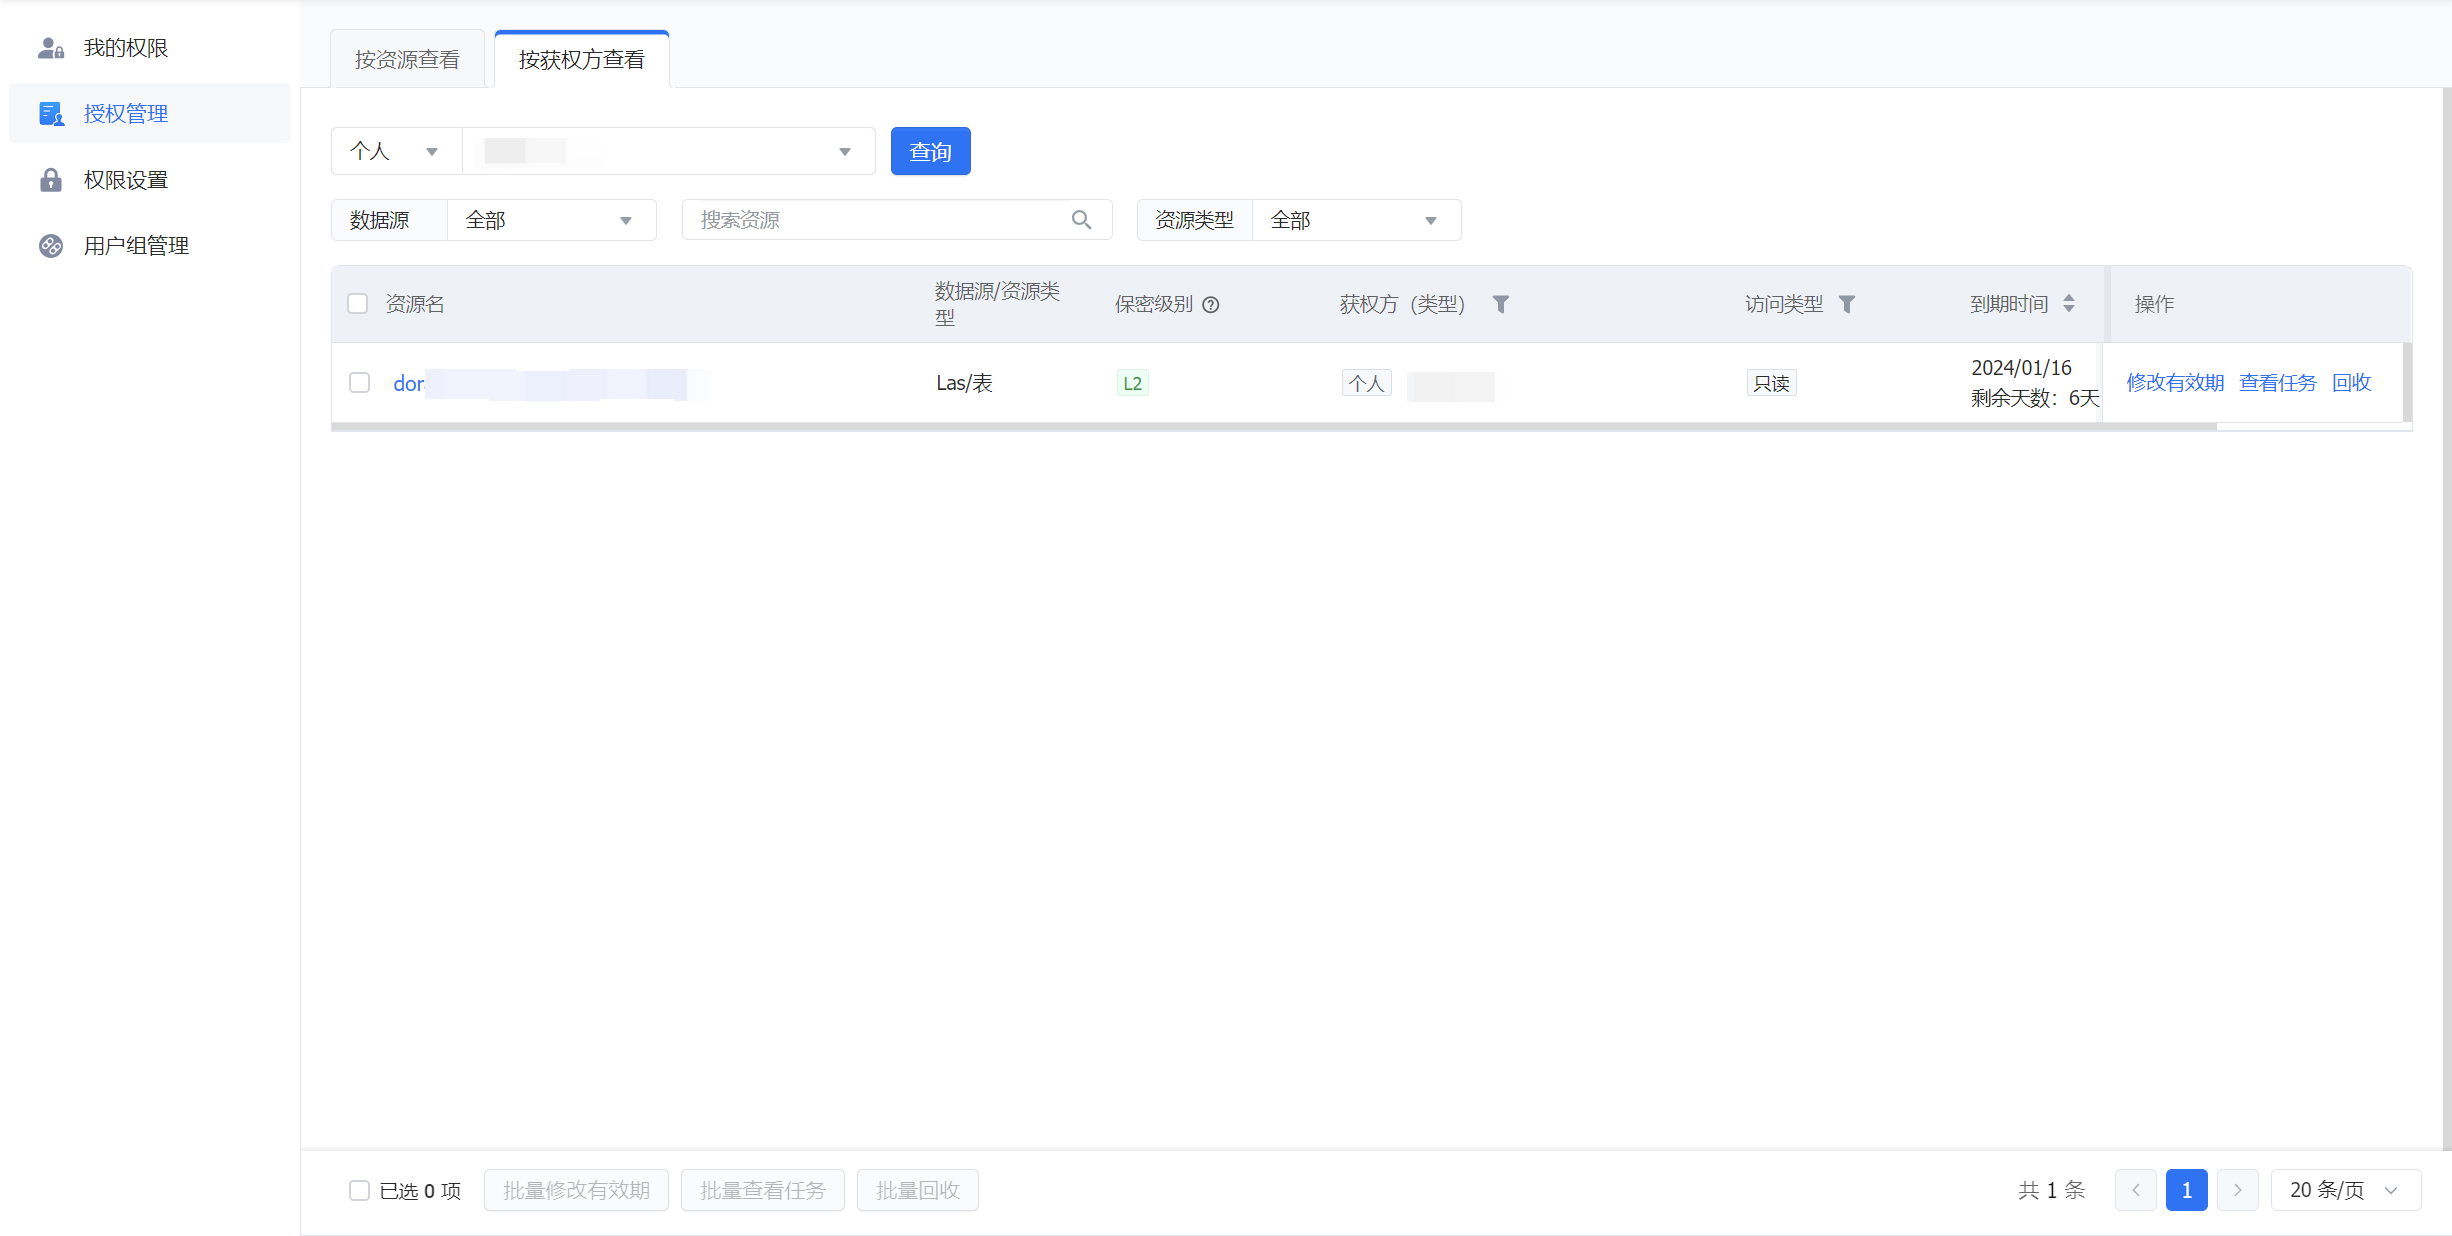 我的权限
授权管理
权限设置
用户组管理
按资源查看
按获权方查看
个人
查询
数据源
全部
搜索资源
资源类型
全部
资源名
数据源/资源类
型
保密级别
获权方（类型）
访问类型
到期时间
操作
Las/表
L2
个人
只读
2024/01/16
剩余天数：6天
修改有效期
查看任务
回收
已选 0 项
批量修改有效期
批量查看任务
批量回收
共 1 条
1
20 条/页